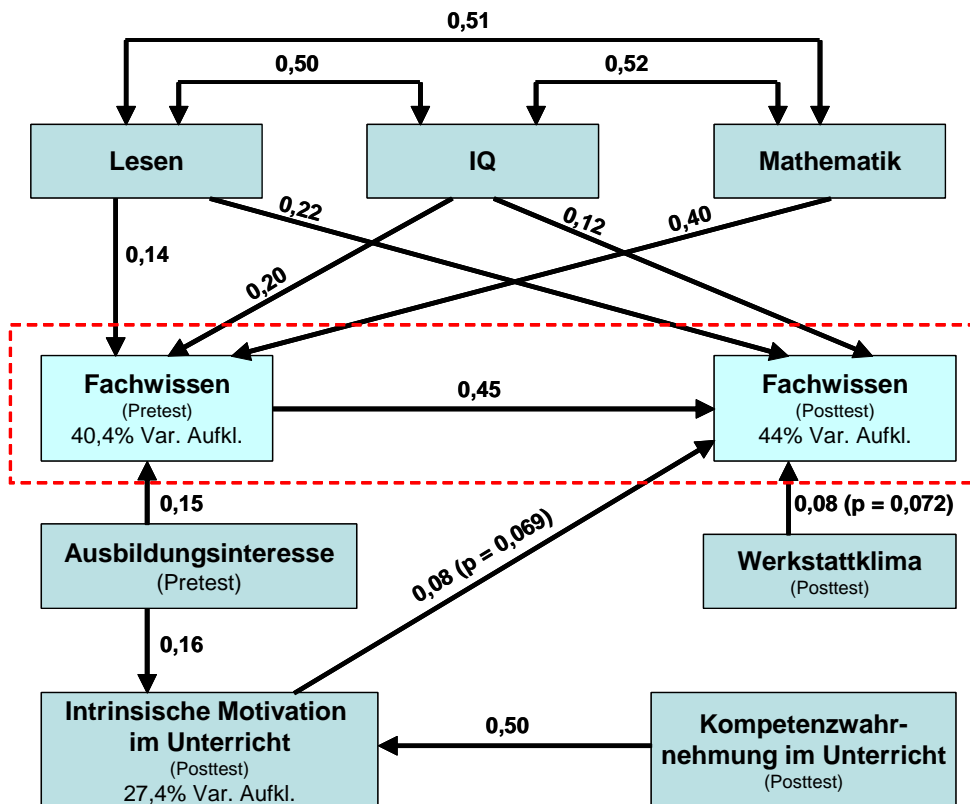 0,51
0,50
0,52
Lesen
IQ
Mathematik
0,22
0,12
0,40
0,14
0,20
Fachwissen
(Pretest)
40,4% Var. Aufkl.
0,45
Fachwissen
(Posttest)
44% Var. Aufkl.
0,15
0,08 (p = 0,072)
Ausbildungsinteresse
(Pretest)
0,08 (p = 0,069)
Werkstattklima
(Posttest)
0,16
Intrinsische Motivation
im Unterricht
(Posttest)
27,4% Var. Aufkl.
0,50
Kompetenzwahr-
nehmung im Unterricht
(Posttest)